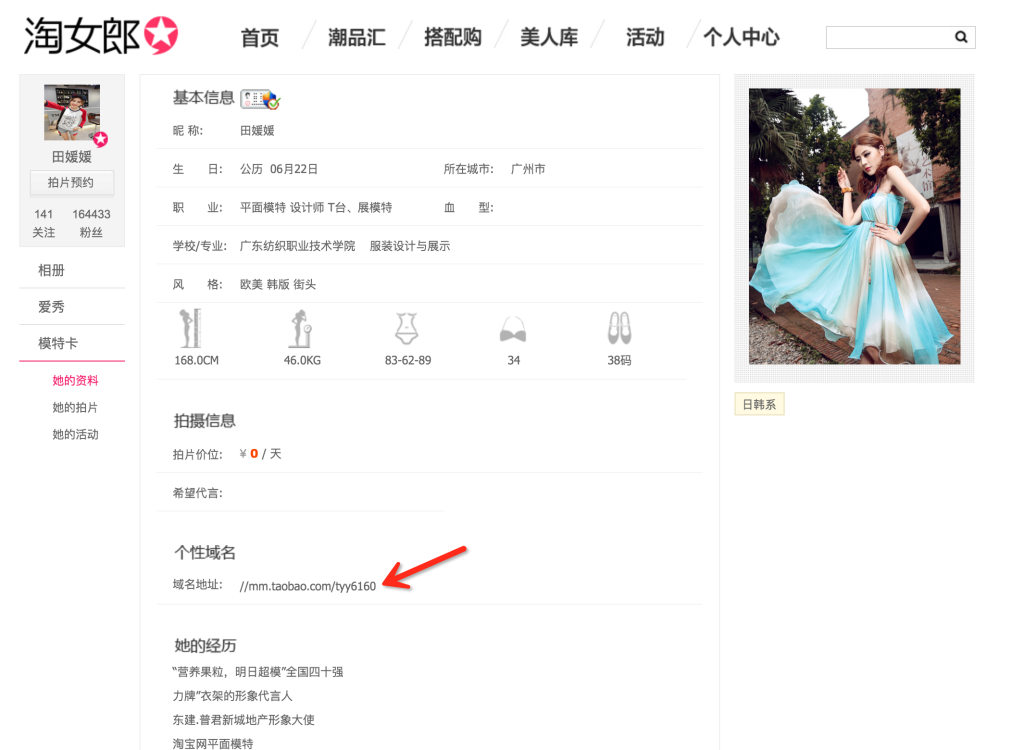 淘女郎
首页 潮品汇 搭配购 美人库 活动 个人中心
田媛媛
拍片预约
141 164433
关注 粉丝
相册
爱秀
模特卡
她的资料
她的拍片
她的活动
基本信息
昵 称: 田媛媛
生 日: 公历 06月22日 所在城市: 广州市
职 业: 平面模特 设计师 T台、展模特 血 型:
学校/专业: 广东纺织职业技术学院 服装设计与展示
风 格: 欧美 韩版 街头
168.0CM 46.0KG 83-62-89 34 38码
拍摄信息
拍片价位: ¥ 0 / 天
希望代言:
个性域名
域名地址: //mm.taobao.com/tyy6160
她的经历
“营养果粒，明日超模”全国四十强
力牌”衣架的形象代言人
东建.普君新城地产形象大使
淘宝网平面模特
日韩系